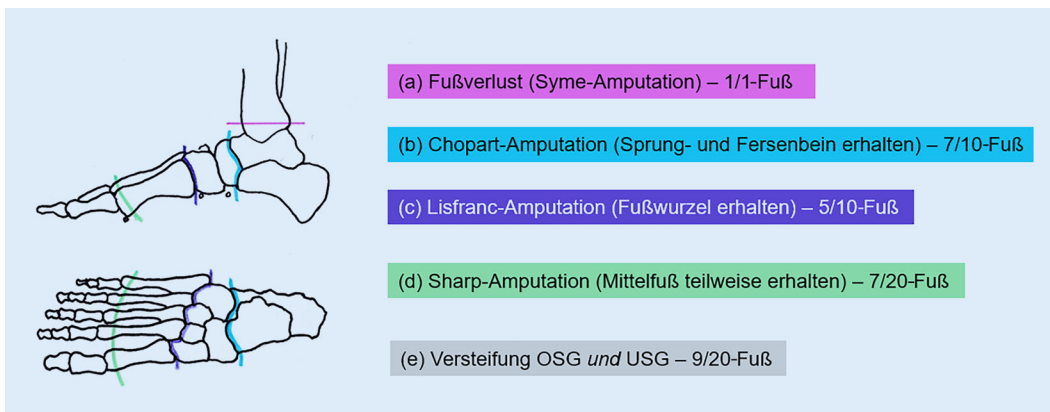 (a) Fußverlust (Syme-Amputation) – 1/1-Fuß
(b) Chopart-Amputation (Sprung- und Fersenbein erhalten) – 7/10-Fuß
(c) Lisfranc-Amputation (Fußwurzel erhalten) – 5/10-Fuß
(d) Sharp-Amputation (Mittelfuß teilweise erhalten) – 7/20-Fuß
(e) Versteifung OSG und USG – 9/20-Fuß